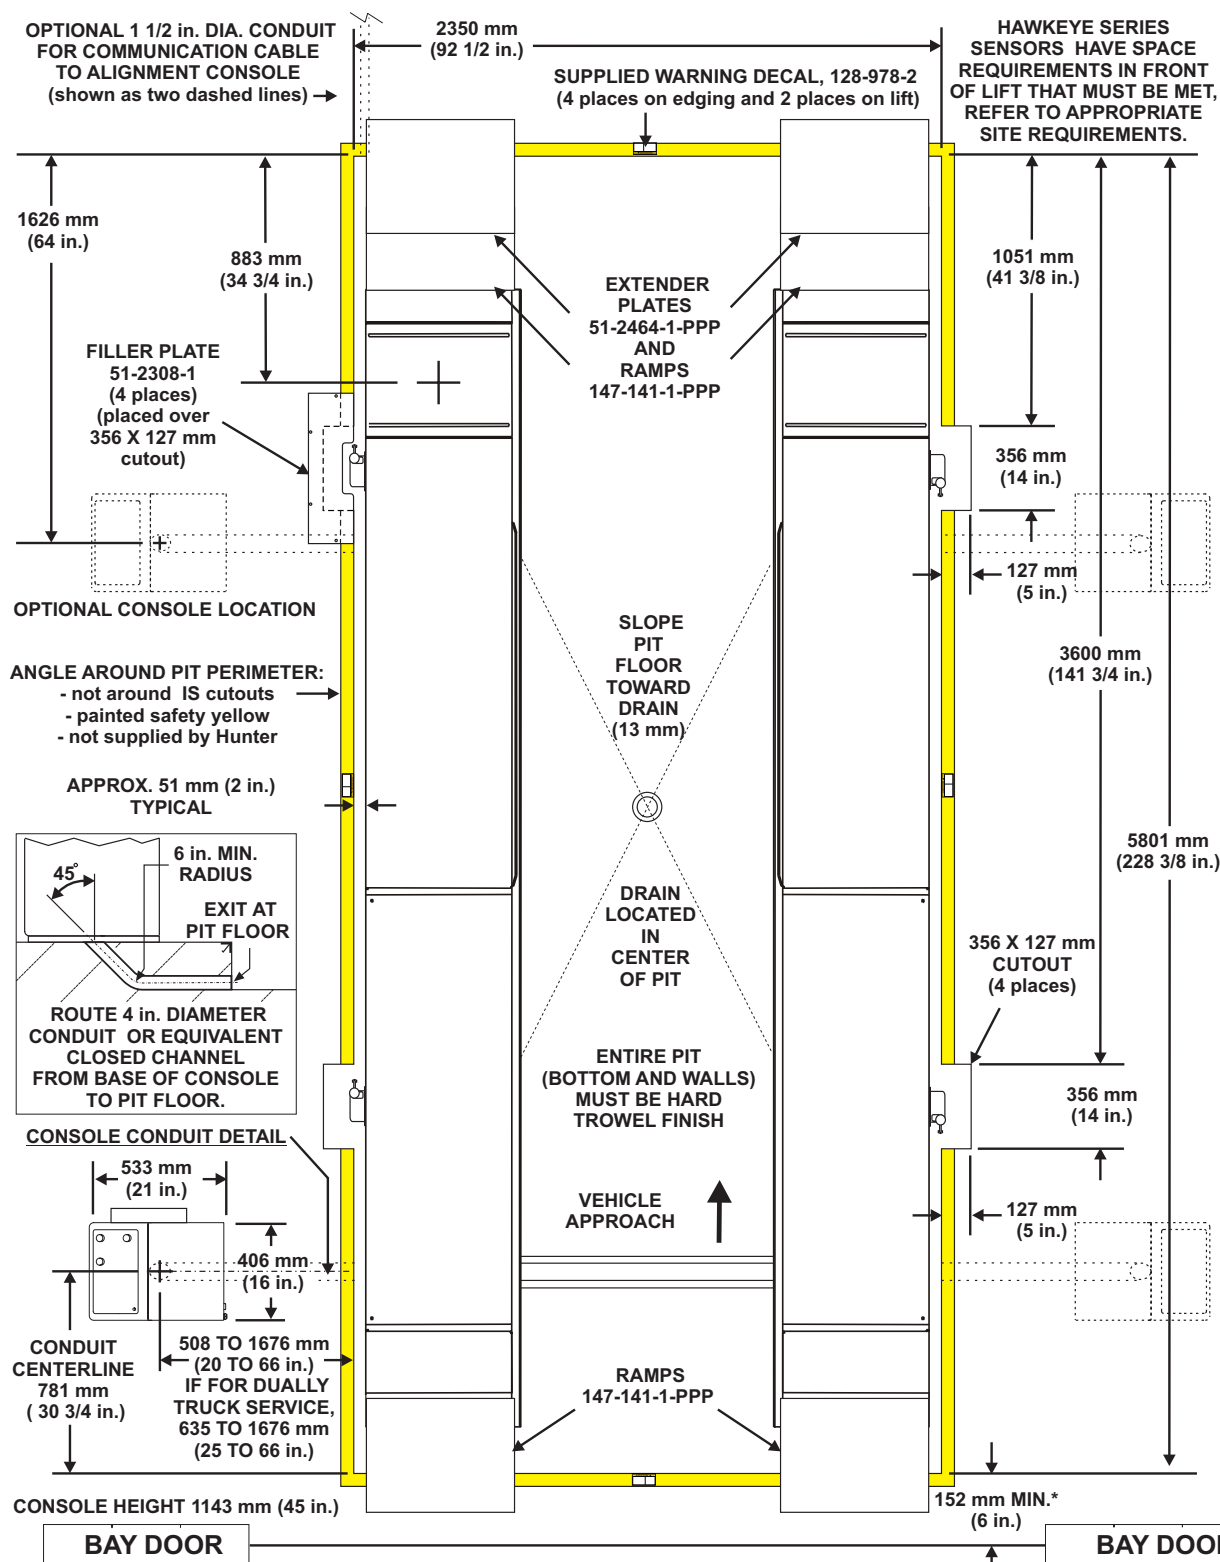 OPTIONAL 1 1/2 in. DIA. CONDUIT
FOR COMMUNICATION CABLE
TO ALIGNMENT CONSOLE
(shown as two dashed lines)
2350 mm
(92 1/2 in.)
SUPPLIED WARNING DECAL, 128-978-2
(4 places on edging and 2 places on lift)
HAWKEYE SERIES
SENSORS HAVE SPACE
REQUIREMENTS IN FRONT
OF LIFT THAT MUST BE MET,
REFER TO APPROPRIATE
SITE REQUIREMENTS.
1626 mm
(64 in.)
883 mm
(34 3/4 in.)
1051 mm
(41 3/8 in.)
EXTENDER
PLATES
51-2464-1-PPP
AND
RAMPS
147-141-1-PPP
FILLER PLATE
51-2308-1
(4 places)
(placed over
356 X 127 mm
cutout)
356 mm
(14 in.)
127 mm
(5 in.)
OPTIONAL CONSOLE LOCATION
SLOPE
PIT
FLOOR
TOWARD
DRAIN
(13 mm)
3600 mm
(141 3/4 in.)
ANGLE AROUND PIT PERIMETER:
- not around IS cutouts
- painted safety yellow
- not supplied by Hunter
APPROX. 51 mm (2 in.)
TYPICAL
5801 mm
(228 3/8 in.)
6 in. MIN.
RADIUS
45°
EXIT AT
PIT FLOOR
ROUTE 4 in. DIAMETER
CONDUIT OR EQUIVALENT
CLOSED CHANNEL
FROM BASE OF CONSOLE
TO PIT FLOOR.
DRAIN
LOCATED
IN
CENTER
OF PIT
356 X 127 mm
CUTOUT
(4 places)
ENTIRE PIT
(BOTTOM AND WALLS)
MUST BE HARD
TROWEL FINISH
356 mm
(14 in.)
CONSOLE CONDUIT DETAIL
533 mm
(21 in.)
VEHICLE
APPROACH
127 mm
(5 in.)
406 mm
(16 in.)
CONDUIT
CENTERLINE
781 mm
( 30 3/4 in.)
508 TO 1676 mm
(20 TO 66 in.)
IF FOR DUALLY
TRUCK SERVICE,
635 TO 1676 mm
(25 TO 66 in.)
RAMPS
147-141-1-PPP
CONSOLE HEIGHT 1143 mm (45 in.)
152 mm MIN.*
(6 in.)
BAY DOOR
BAY DOO